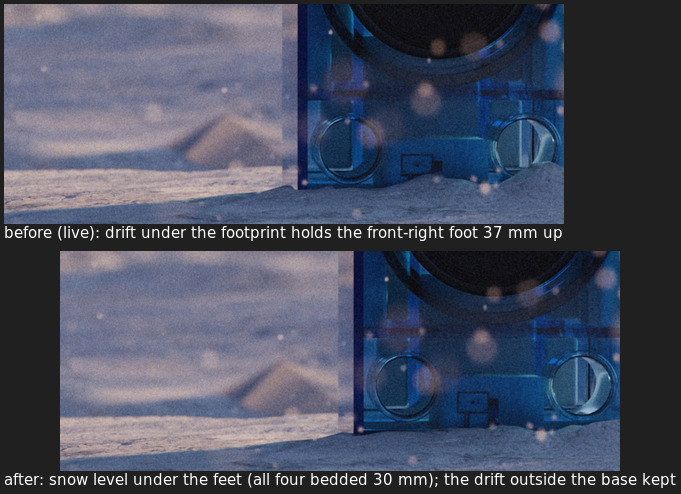 before (live): drift under the footprint holds the front-right foot 37 mm up
after: snow level under the feet (all four bedded 30 mm); the drift outside the base kept